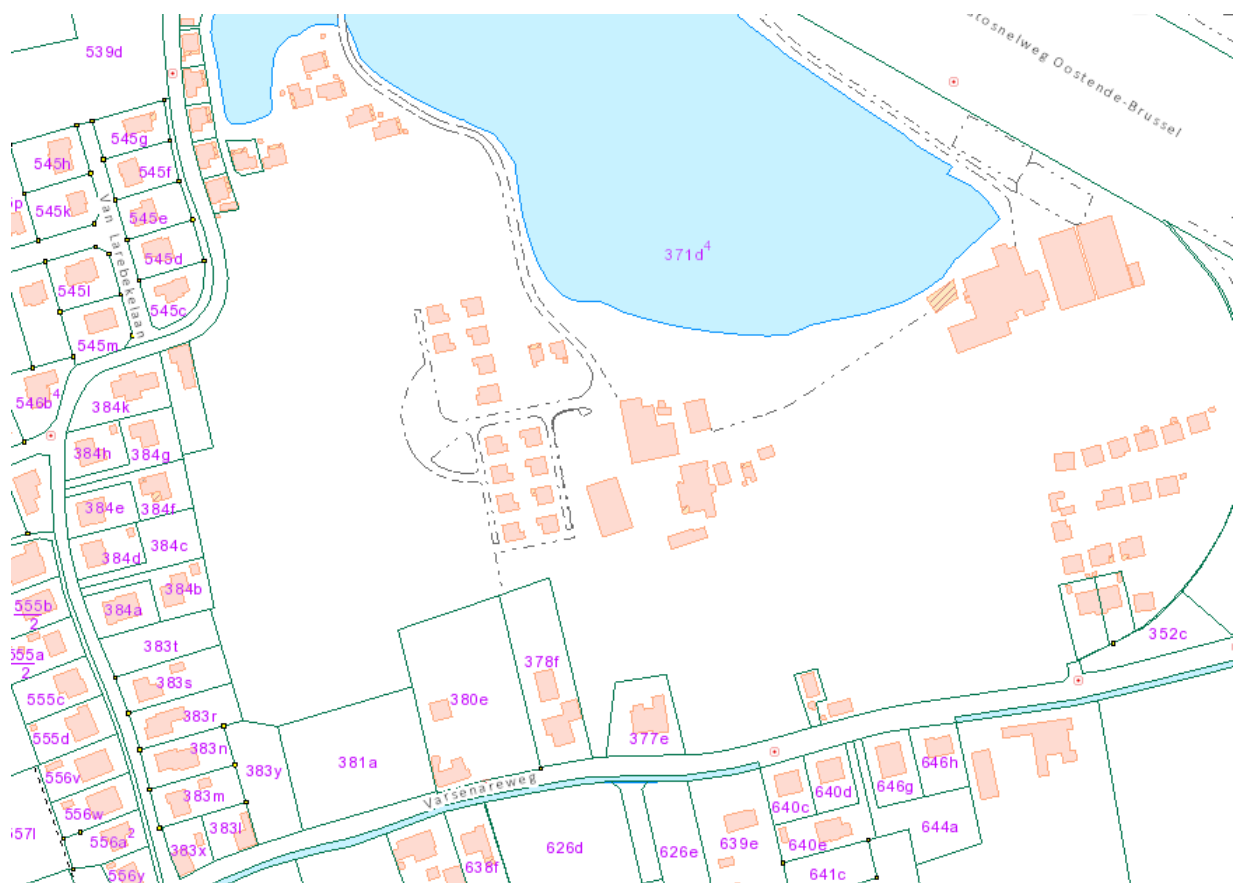 539d
Autosnelweg Oostende-Brussel
545g
545h
545f
545k
545e
Van Larebekelaan
545d
371d⁴
545l
545c
545m
546b⁴
384k
384h
384g
384e
384f
384c
384d
384b
555b
2
384a
383t
555a
2
378f
352c
383s
555c
380e
383r
377e
555d
383n
383y
381a
646h
556v
383m
Varsenareweg
640c
640d
646g
556w
383l
644a
557l
556a²
383x
639e
640e
638f
626d
626e
556y
641c